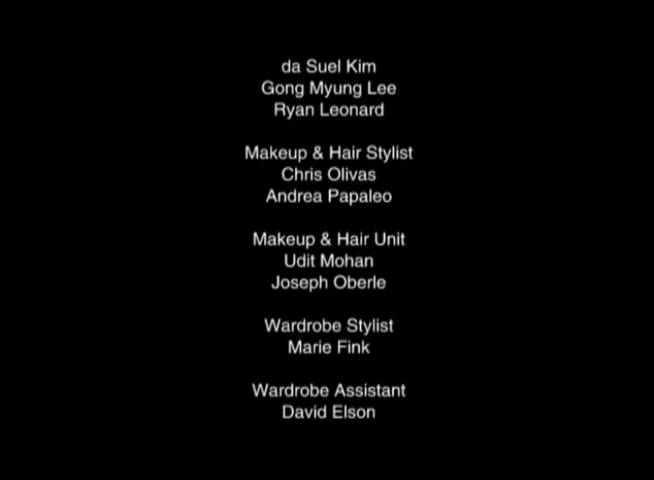 da Suel Kim
Gong Myung Lee
Ryan Leonard
Makeup & Hair Stylist
Chris Olivas
Andrea Papaleo
Makeup & Hair Unit
Udit Mohan
Joseph Oberle
Wardrobe Stylist
Marie Fink
Wardrobe Assistant
David Elson